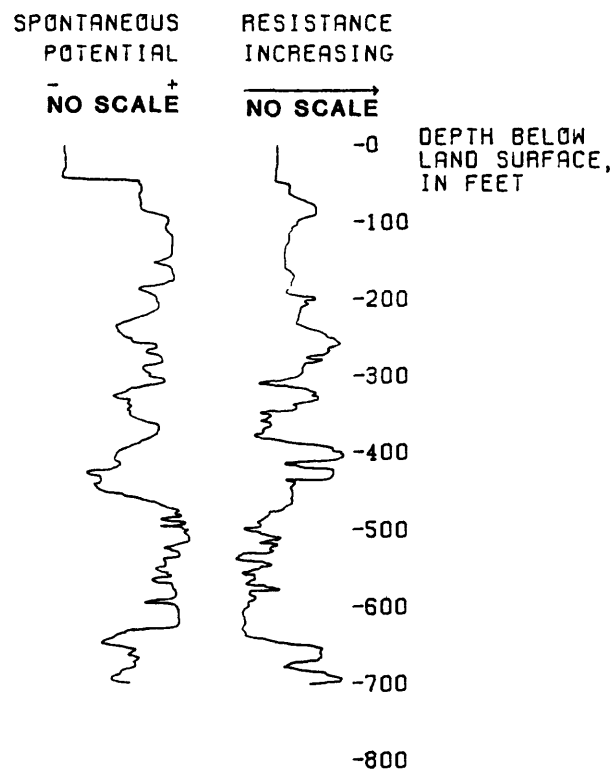 SPONTANEOUS POTENTIAL
- +
NO SCALE
RESISTANCE INCREASING
NO SCALE
DEPTH BELOW
LAND SURFACE,
IN FEET
-0
-100
-200
-300
-400
-500
-600
-700
-800